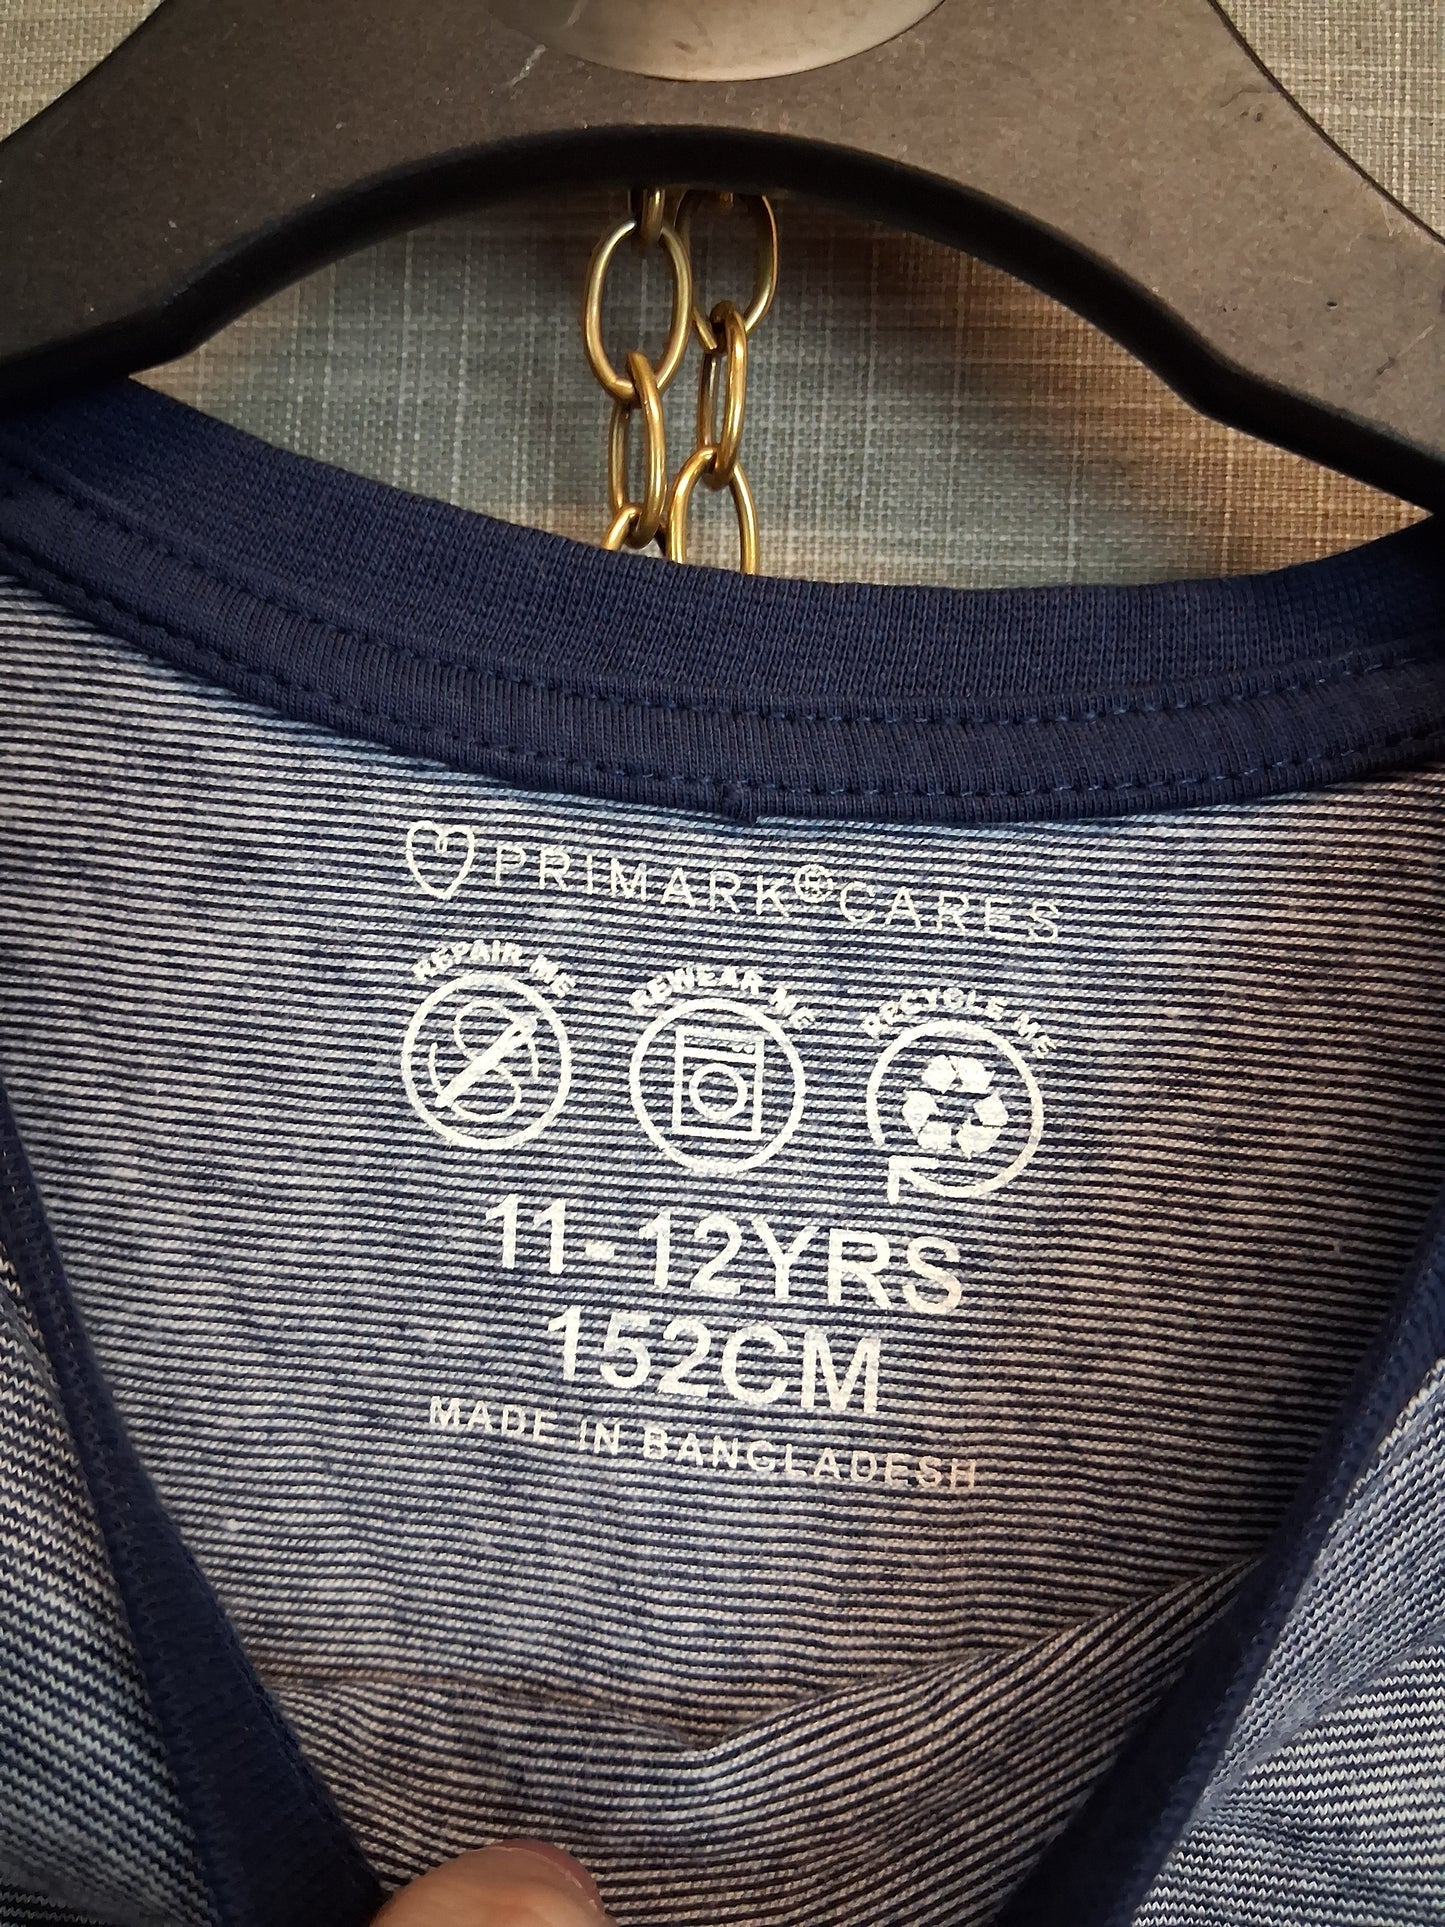 PRIMARK® CARES
REPAIR ME REWEAR ME RECYCLE ME
11-12YRS
152CM
MADE IN BANGLADESH